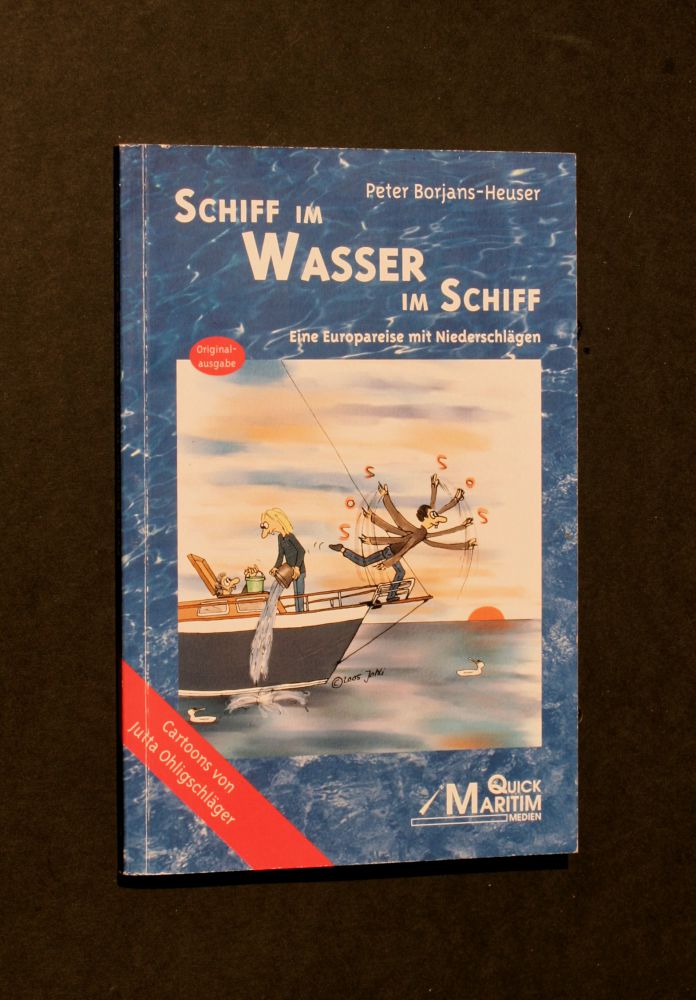 Peter Borjans-Heuser
SCHIFF IM
WASSER
IM SCHIFF
Eine Europareise mit Niederschlägen
Original-
ausgabe
S
O
S
S
O
S
©2005
Cartoons von
Jutta Ohligschläger
QUICK
MARITIM
MEDIEN